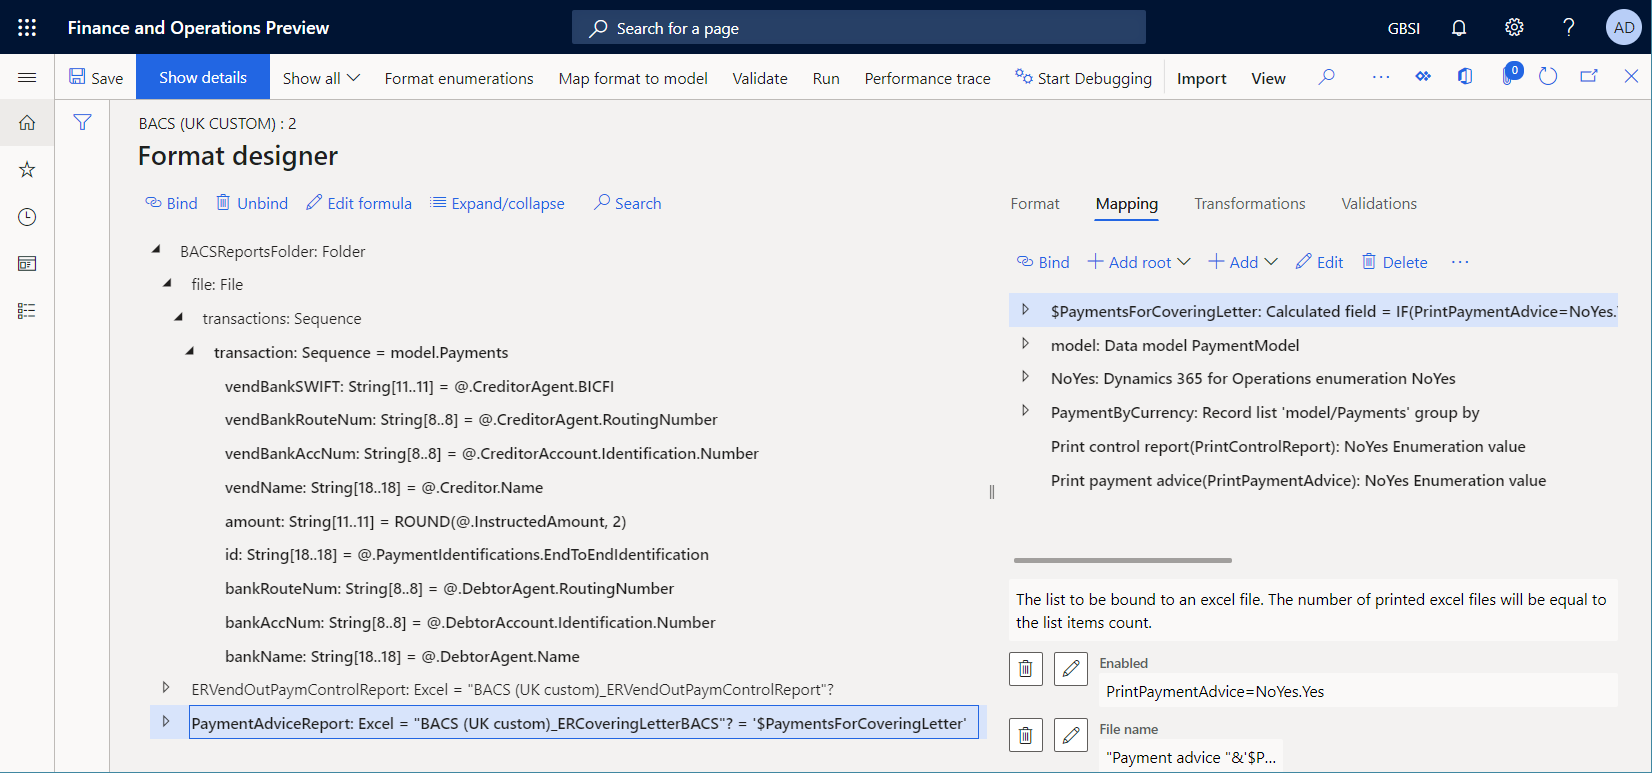 Finance and Operations Preview
Search for a page
GBSI
?
AD
Save
Show details
Show all
Format enumerations
Map format to model
Validate
Run
Performance trace
Start Debugging
Import
View
0
BACS (UK CUSTOM) : 2
Format designer
Bind
Unbind
Edit formula
Expand/collapse
Search
BACSReportsFolder: Folder
file: File
transactions: Sequence
transaction: Sequence = model.Payments
vendBankSWIFT: String[11..11] = @.CreditorAgent.BICFI
vendBankRouteNum: String[8..8] = @.CreditorAgent.RoutingNumber
vendBankAccNum: String[8..8] = @.CreditorAccount.Identification.Number
vendName: String[18..18] = @.Creditor.Name
amount: String[11..11] = ROUND(@.InstructedAmount, 2)
id: String[18..18] = @.PaymentIdentifications.EndToEndIdentification
bankRouteNum: String[8..8] = @.DebtorAgent.RoutingNumber
bankAccNum: String[8..8] = @.DebtorAccount.Identification.Number
bankName: String[18..18] = @.DebtorAgent.Name
ERVendOutPaymControlReport: Excel = "BACS (UK custom)_ERVendOutPaymControlReport"?
PaymentAdviceReport: Excel = "BACS (UK custom)_ERCoveringLetterBACS"? = '$PaymentsForCoveringLetter'
Format
Mapping
Transformations
Validations
Bind
Add root
Add
Edit
Delete
$PaymentsForCoveringLetter: Calculated field = IF(PrintPaymentAdvice=NoYes.
model: Data model PaymentModel
NoYes: Dynamics 365 for Operations enumeration NoYes
PaymentByCurrency: Record list 'model/Payments' group by
Print control report(PrintControlReport): NoYes Enumeration value
Print payment advice(PrintPaymentAdvice): NoYes Enumeration value
The list to be bound to an excel file. The number of printed excel files will be equal to
the list items count.
Enabled
PrintPaymentAdvice=NoYes.Yes
File name
"Payment advice "&'$P...